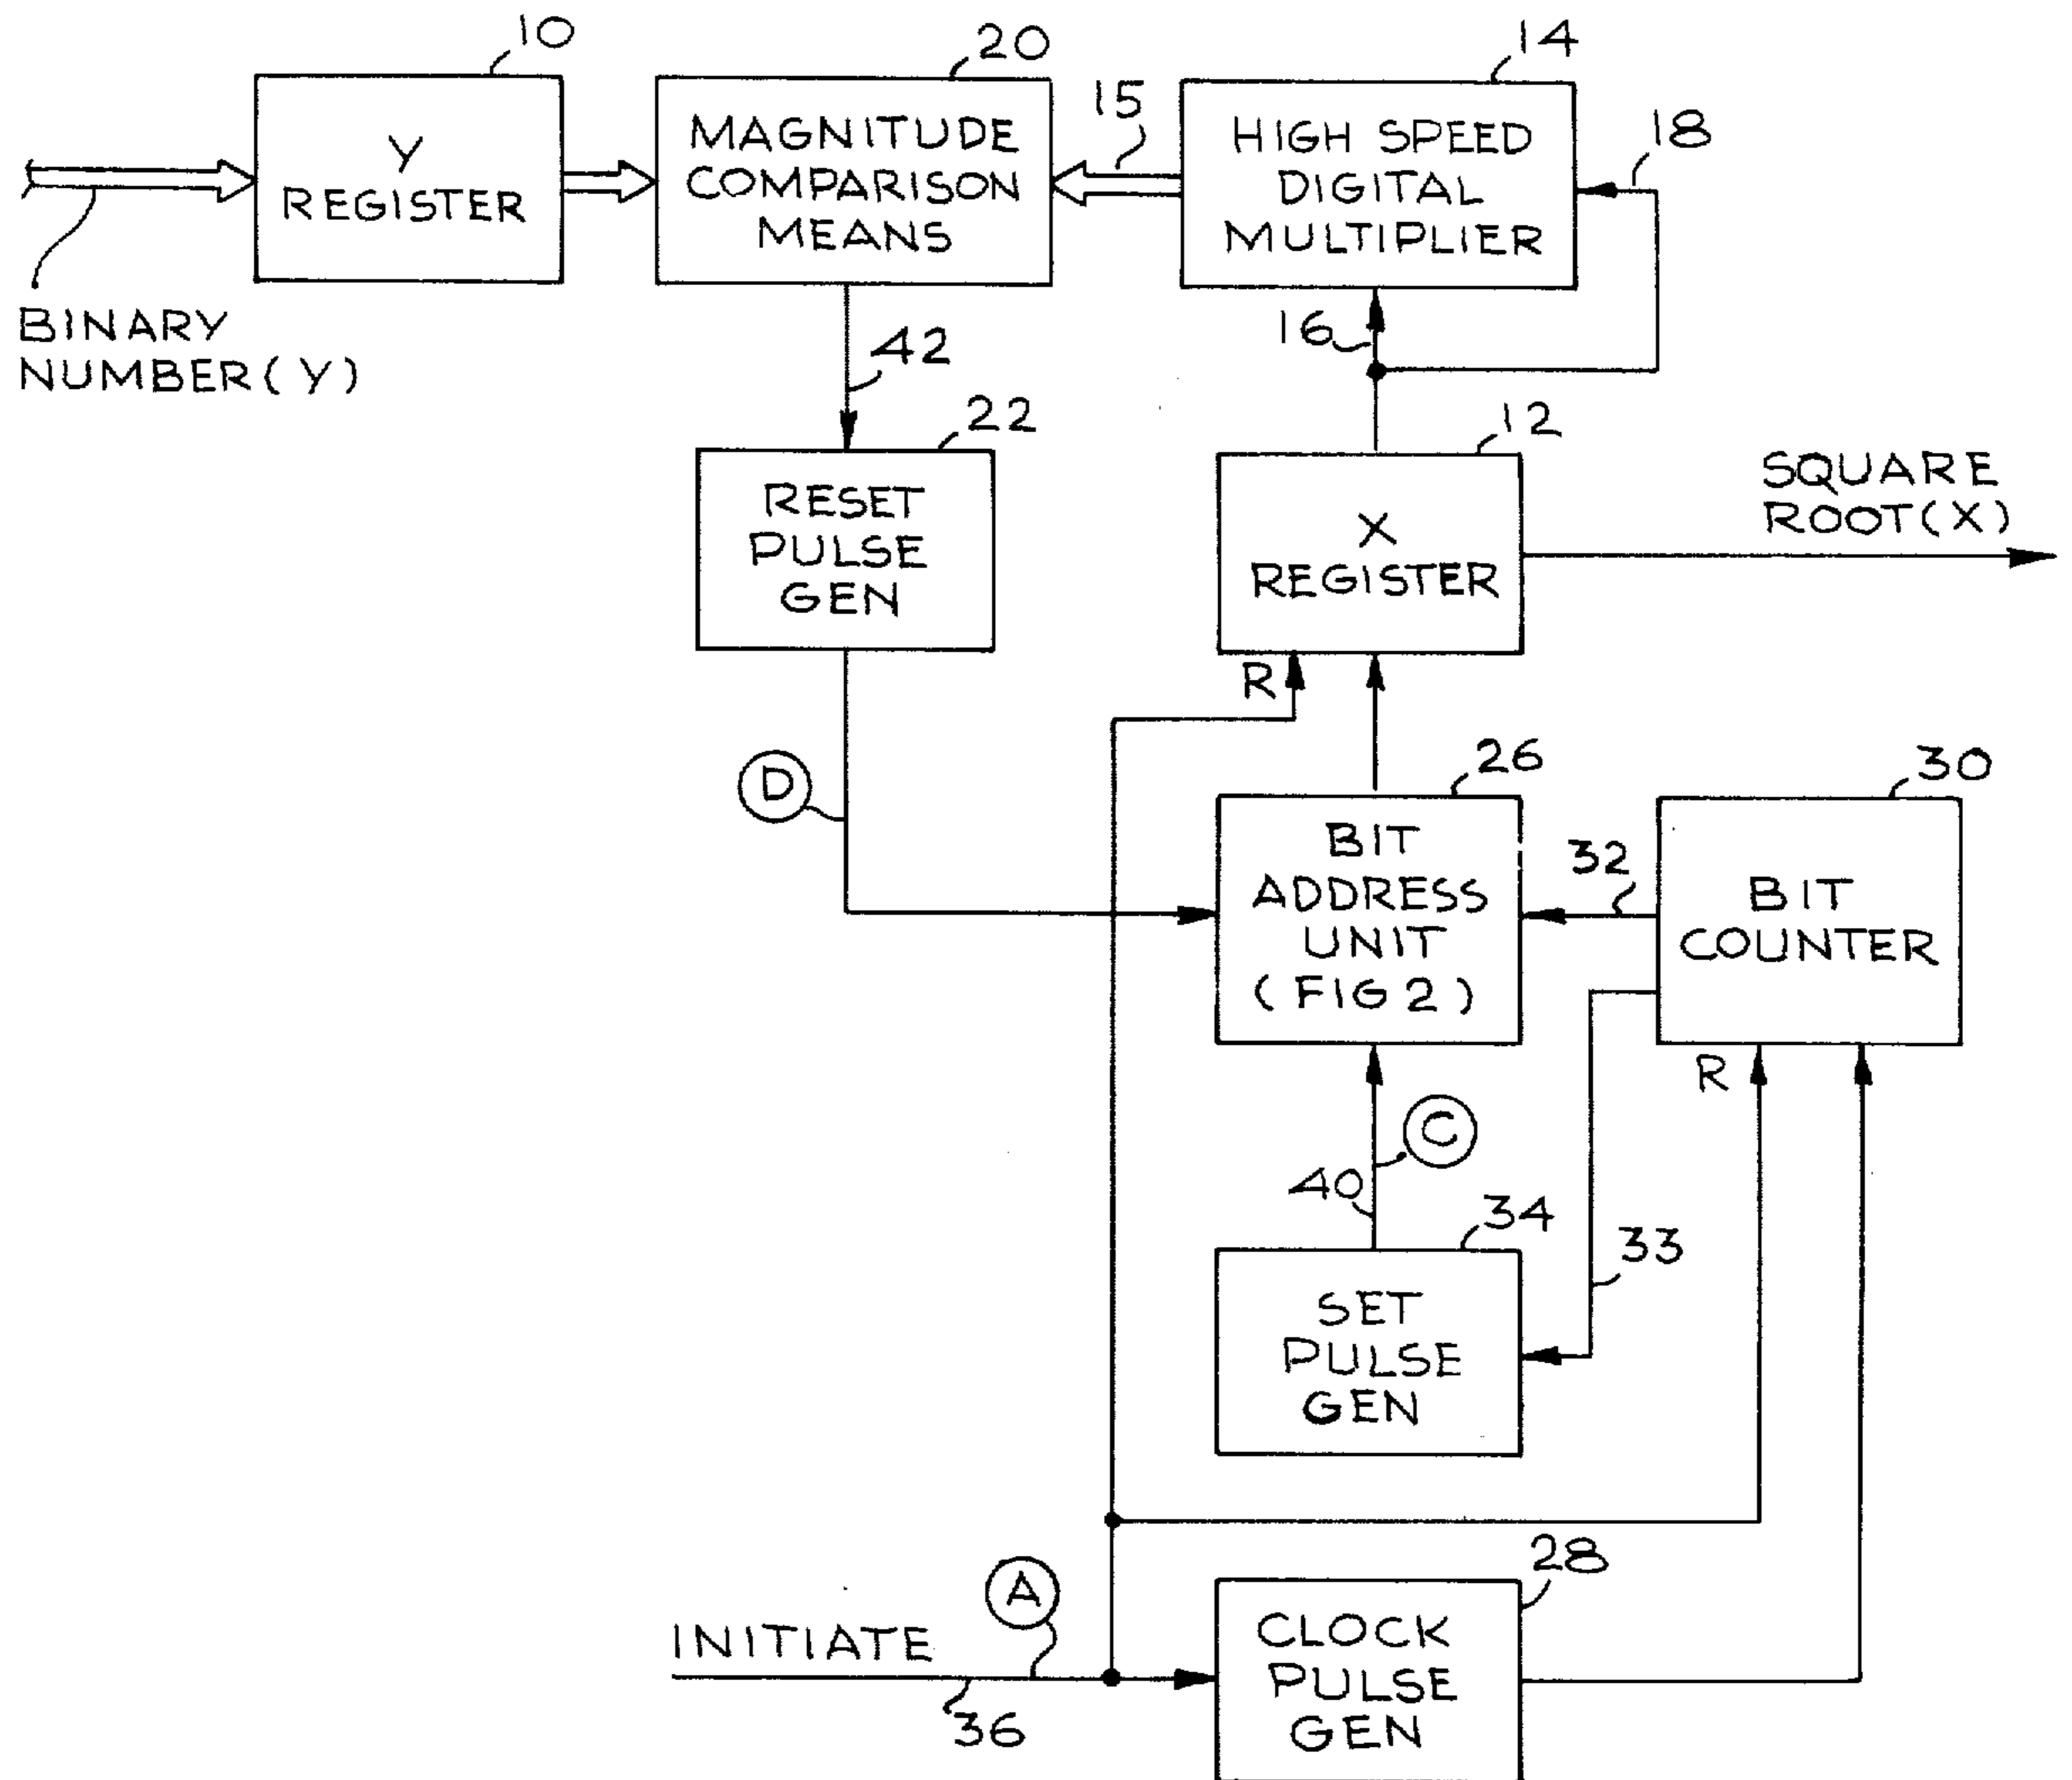 10
Y
REGISTER
20
MAGNITUDE
COMPARISON
MEANS
15
14
HIGH SPEED
DIGITAL
MULTIPLIER
18
BINARY
NUMBER(Y)
42
16
22
RESET
PULSE
GEN
12
X
REGISTER
SQUARE
ROOT(X)
R
D
26
BIT
ADDRESS
UNIT
(FIG 2)
32
30
BIT
COUNTER
R
C
40
34
SET
PULSE
GEN
33
A
INITIATE
36
28
CLOCK
PULSE
GEN